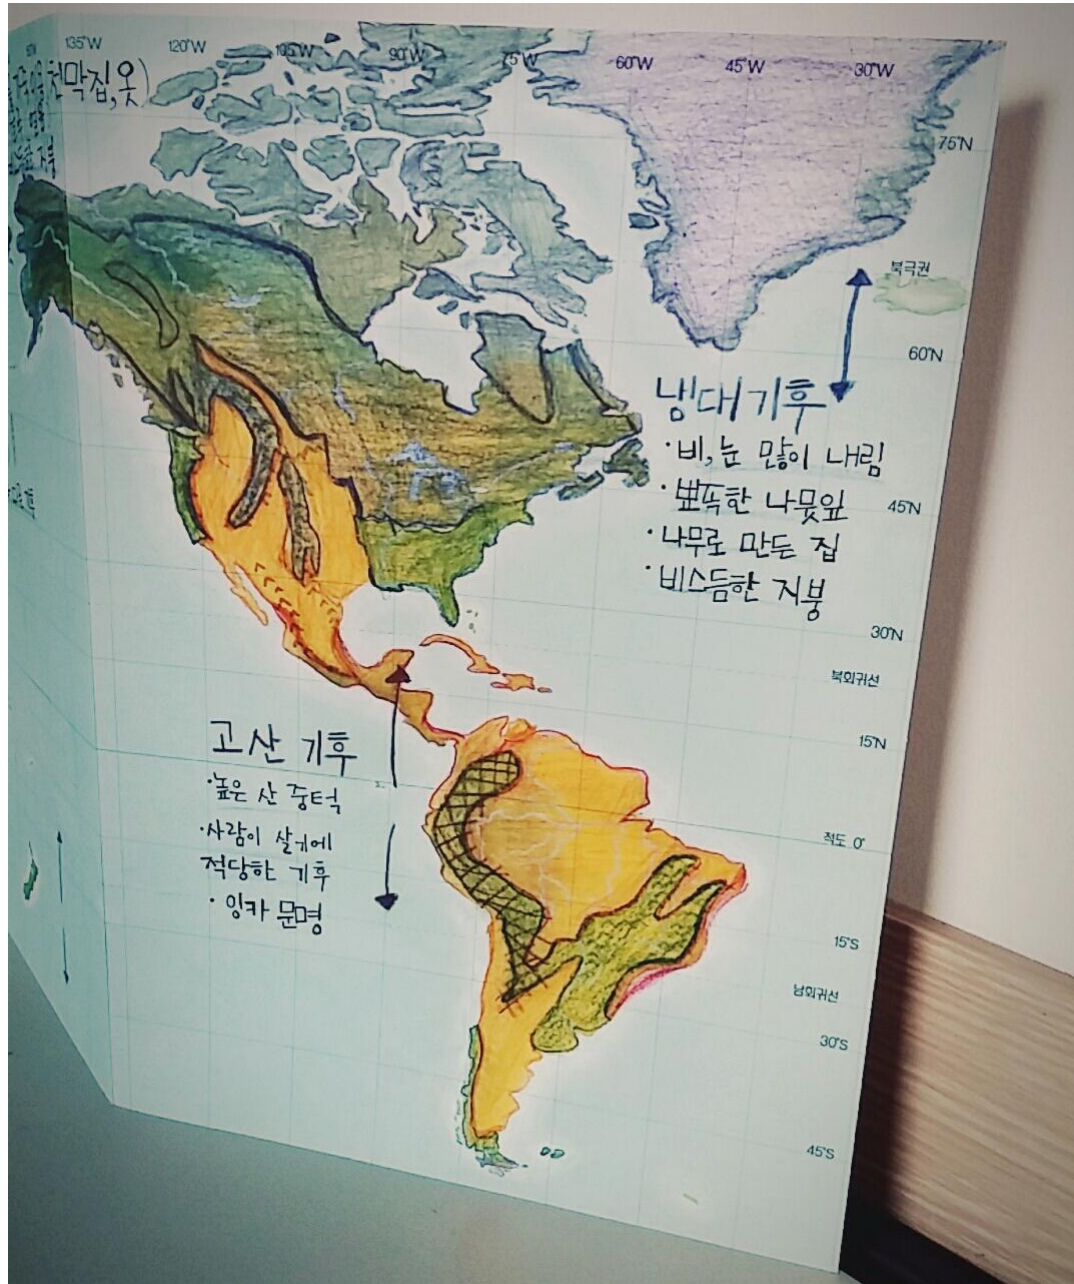 135°W 120°W 105°W 90°W 75°W 60°W 45°W 30°W
천막집,옷)
75°N
북극권
60°N
냉대기후
·비,눈 많이 내림
·뾰족한 나뭇잎
45°N
·나무로 만든 집
·비스듬한 지붕
30°N
북회귀선
15°N
고산 기후
·높은 산 중턱
·사람이 살기에
적당한 기후
·잉카 문명
적도 0°
15°S
남회귀선
30°S
45°S